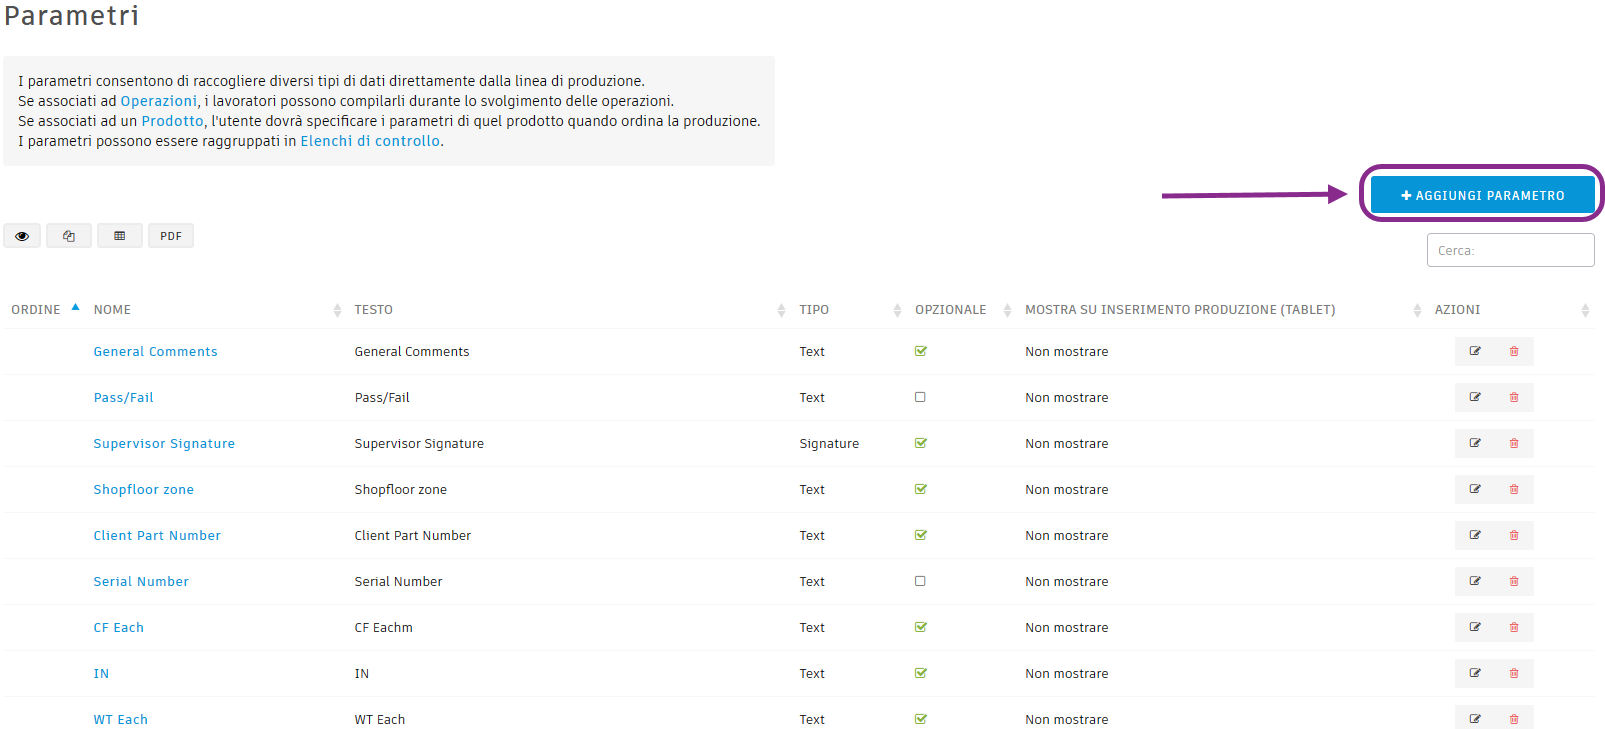 Parametri
I parametri consentono di raccogliere diversi tipi di dati direttamente dalla linea di produzione.
Se associati ad Operazioni, i lavoratori possono compilarli durante lo svolgimento delle operazioni.
Se associati ad un Prodotto, l'utente dovrà specificare i parametri di quel prodotto quando ordina la produzione.
I parametri possono essere raggruppati in Elenchi di controllo.
AGGIUNGI PARAMETRO
PDF
Cerca:
ORDINE NOME TESTO TIPO OPZIONALE MOSTRA SU INSERIMENTO PRODUZIONE (TABLET) AZIONI
General Comments General Comments Text Non mostrare
Pass/Fail Pass/Fail Text Non mostrare
Supervisor Signature Supervisor Signature Signature Non mostrare
Shopfloor zone Shopfloor zone Text Non mostrare
Client Part Number Client Part Number Text Non mostrare
Serial Number Serial Number Text Non mostrare
CF Each CF Eachm Text Non mostrare
IN IN Text Non mostrare
WT Each WT Each Text Non mostrare